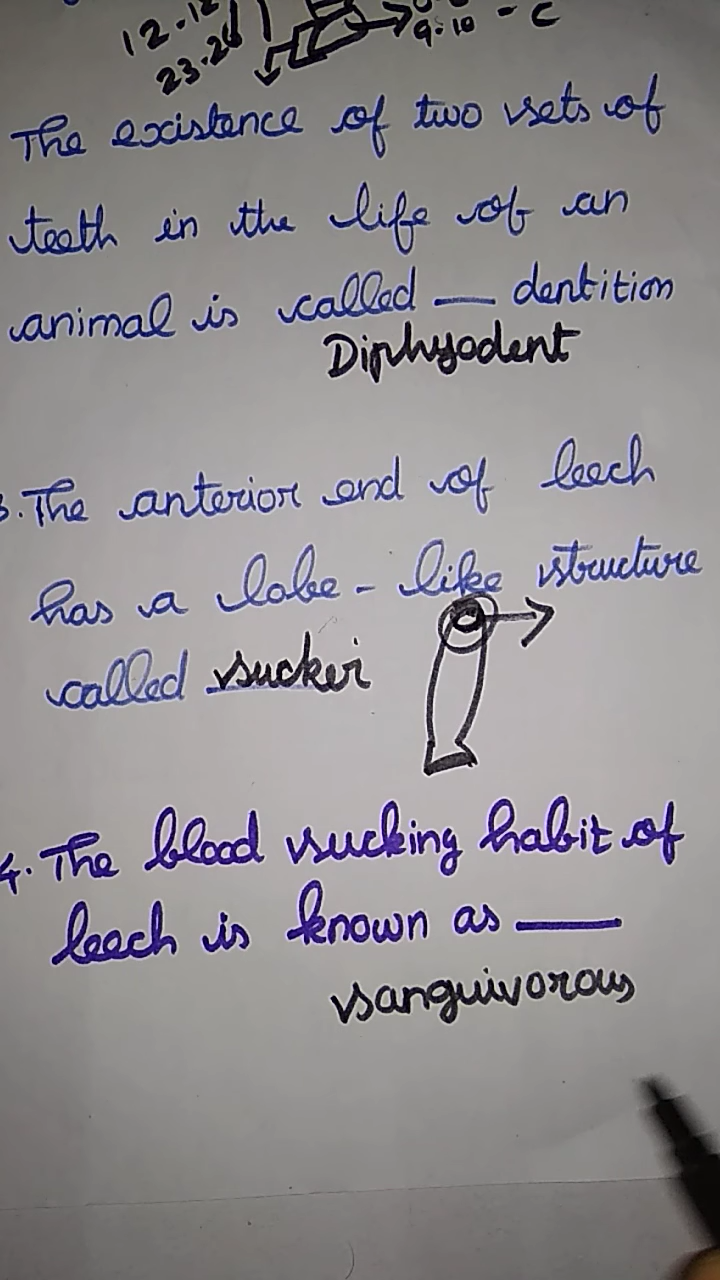 12.12
23.2
9.10 - C
The existence of two sets of
teeth in the life of an
animal is called __ dentition
Diphyodent
3. The anterior end of leech
has a lobe - like structure
called sucker
4. The blood sucking habit of
leech is known as ___
sanguivorous